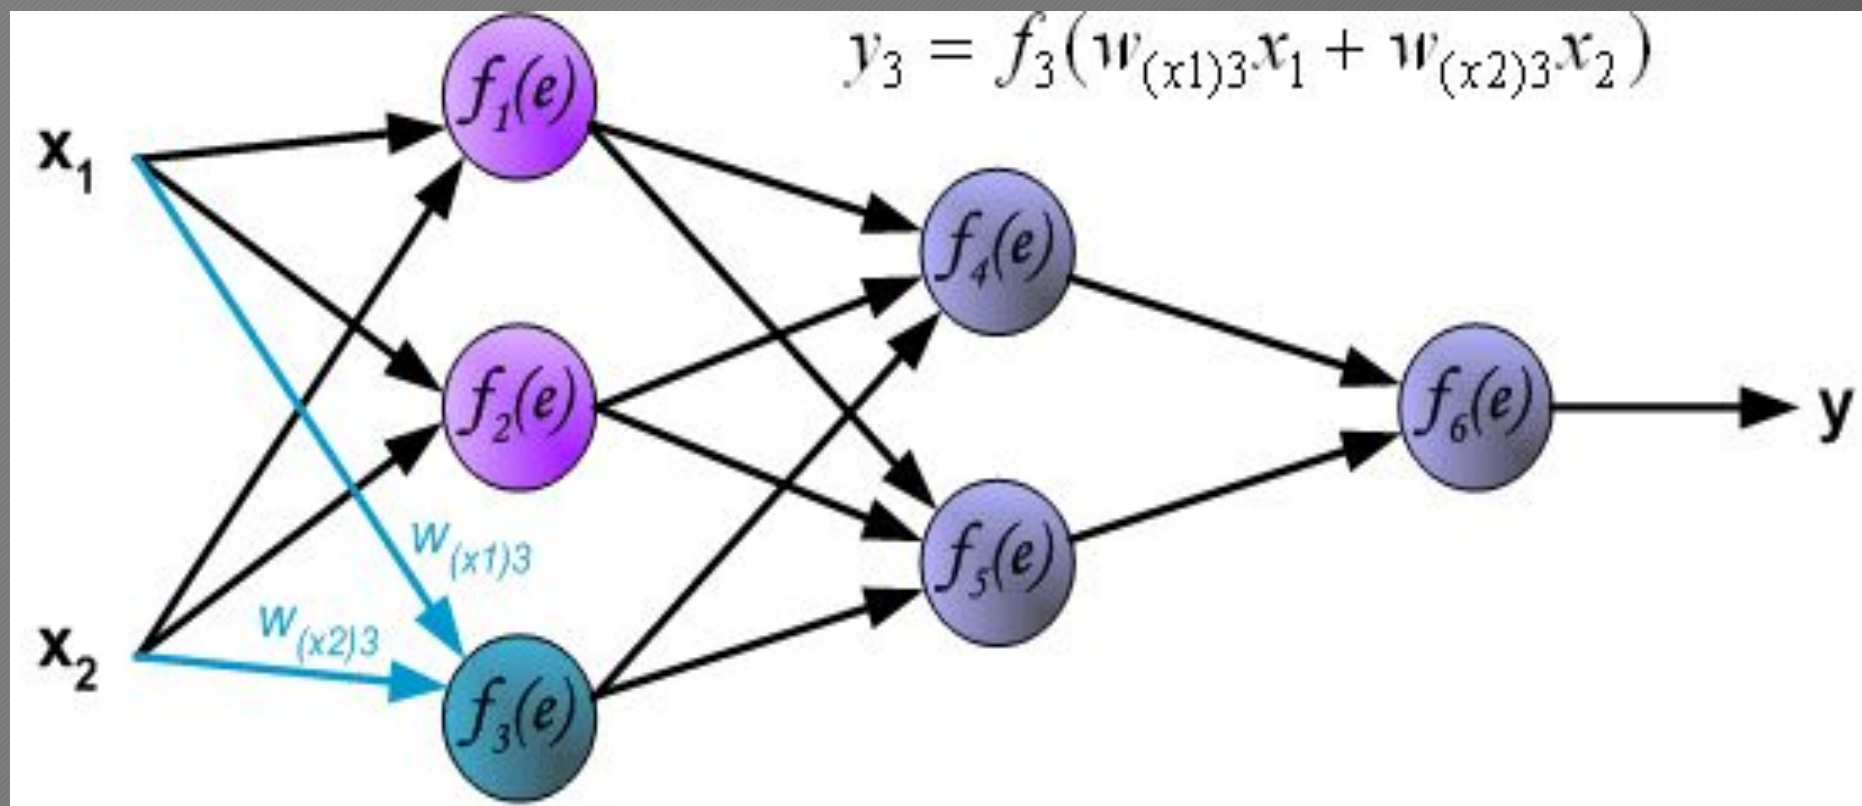 y₃ = f₃(w₍ₓ₁₎₃x₁ + w₍ₓ₂₎₃x₂)
f₁(e)
x₁
f₄(e)
f₂(e)
f₆(e)
y
w₍ₓ₁₎₃
f₅(e)
w₍ₓ₂₎₃
x₂
f₃(e)